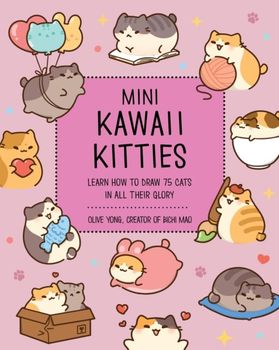 MINI
KAWAII
KITTIES
LEARN HOW TO DRAW 75 CATS
IN ALL THEIR GLORY
OLIVE YONG, CREATOR OF BICHI MAO